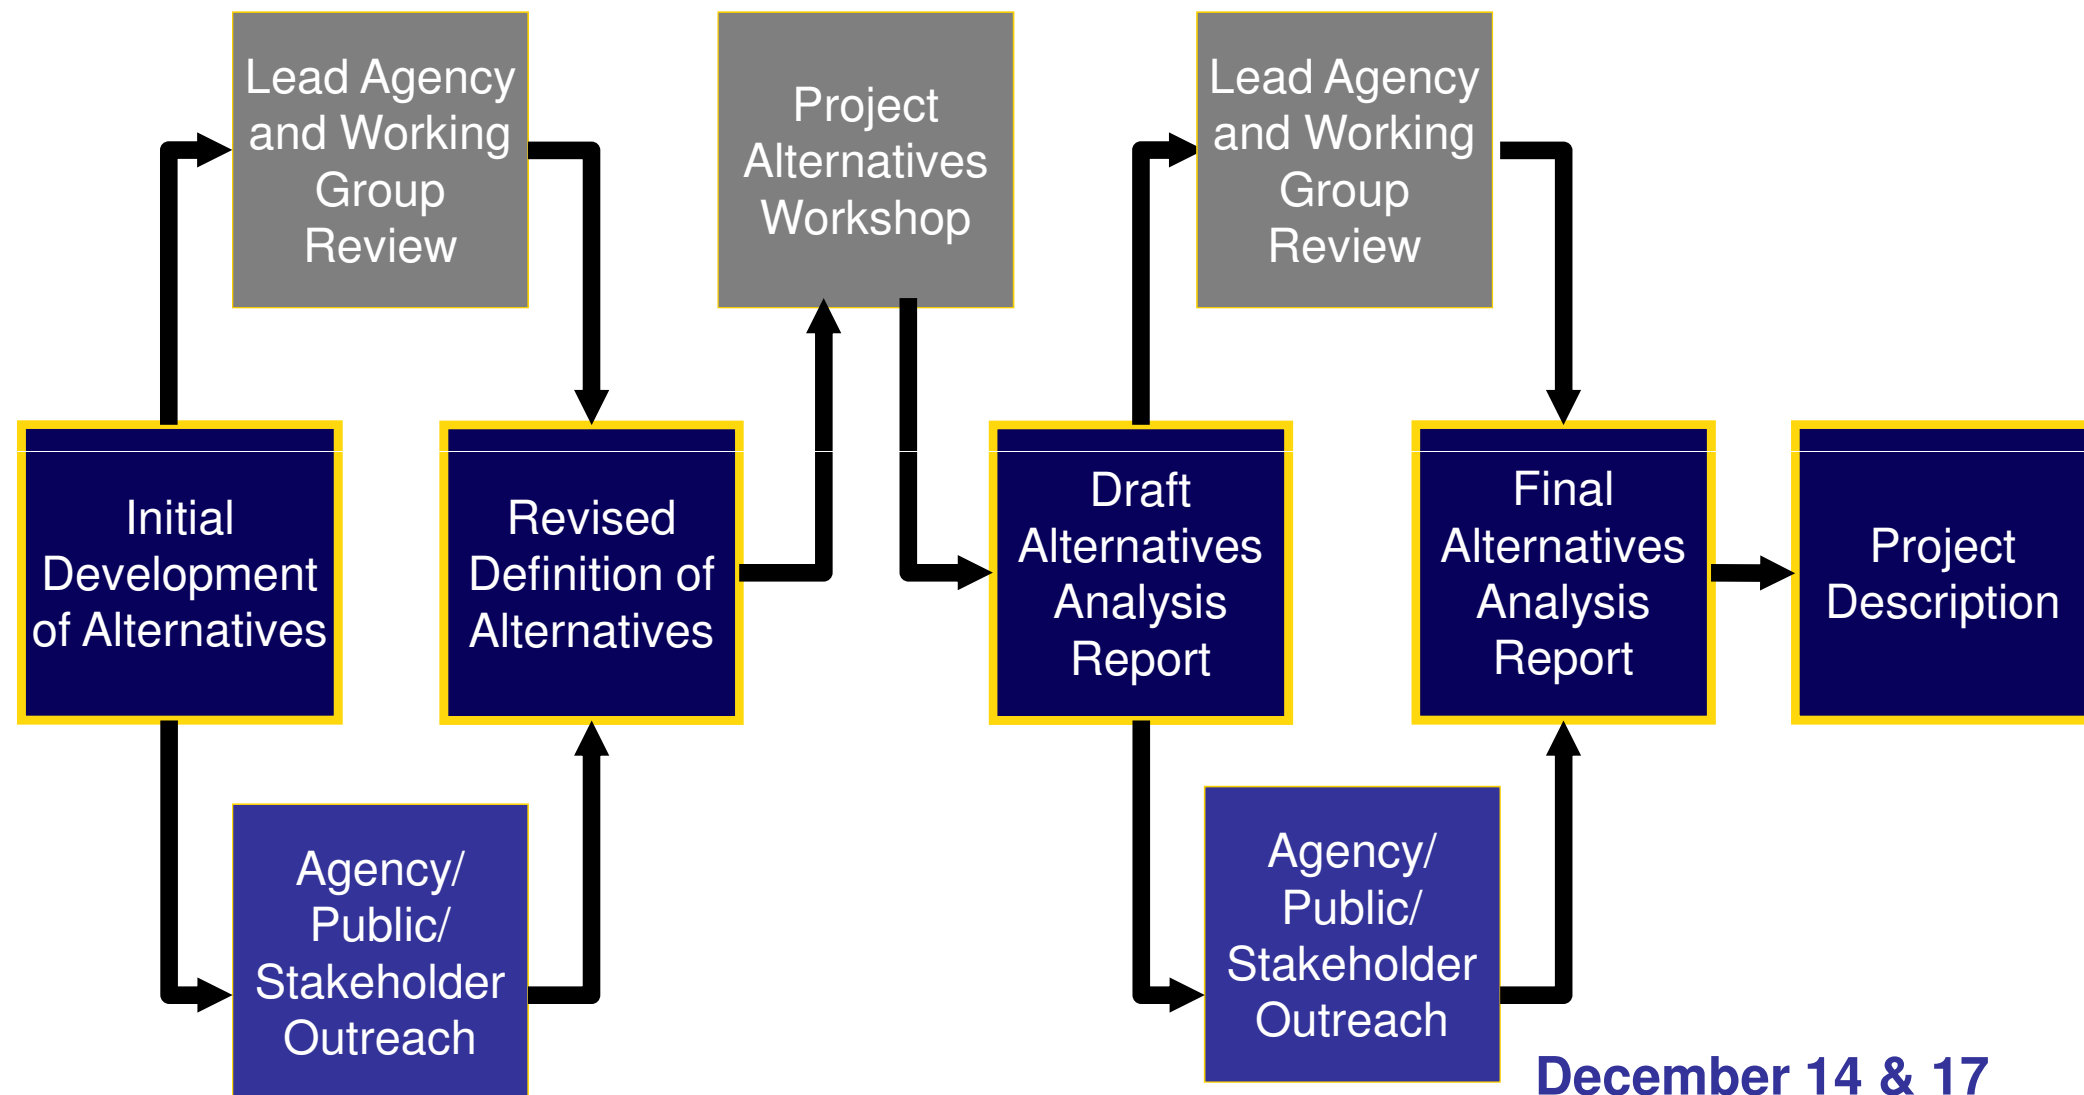 Lead Agency
and Working
Group
Review
Project
Alternatives
Workshop
Lead Agency
and Working
Group
Review
Initial
Development
of Alternatives
Revised
Definition of
Alternatives
Draft
Alternatives
Analysis
Report
Final
Alternatives
Analysis
Report
Project
Description
Agency/
Public/
Stakeholder
Outreach
Agency/
Public/
Stakeholder
Outreach
December 14 & 17